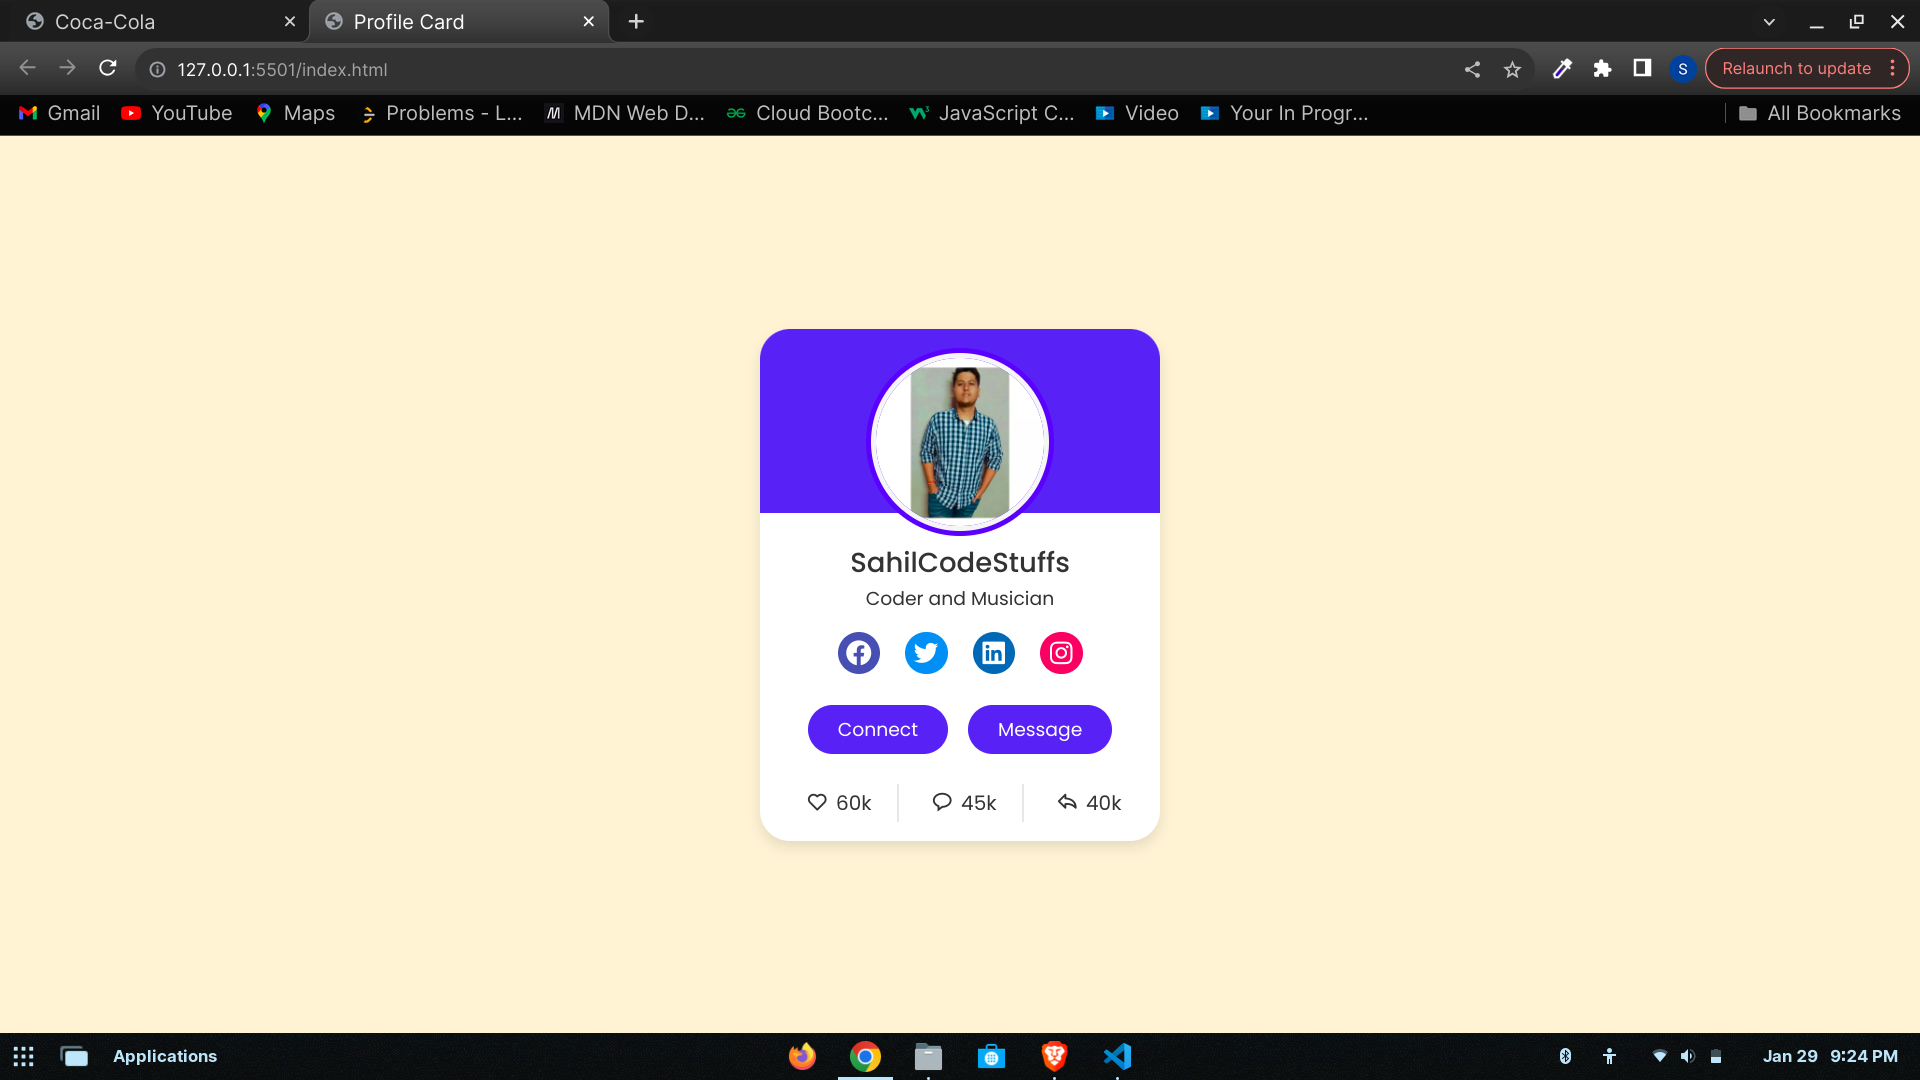 Coca-Cola
Profile Card
127.0.0.1:5501/index.html
S
Relaunch to update
Gmail
YouTube
Maps
Problems - L...
MDN Web D...
Cloud Bootc...
JavaScript C...
Video
Your In Progr...
All Bookmarks
SahilCodeStuffs
Coder and Musician
Connect
Message
60k
45k
40k
Applications
Jan 29 9:24 PM